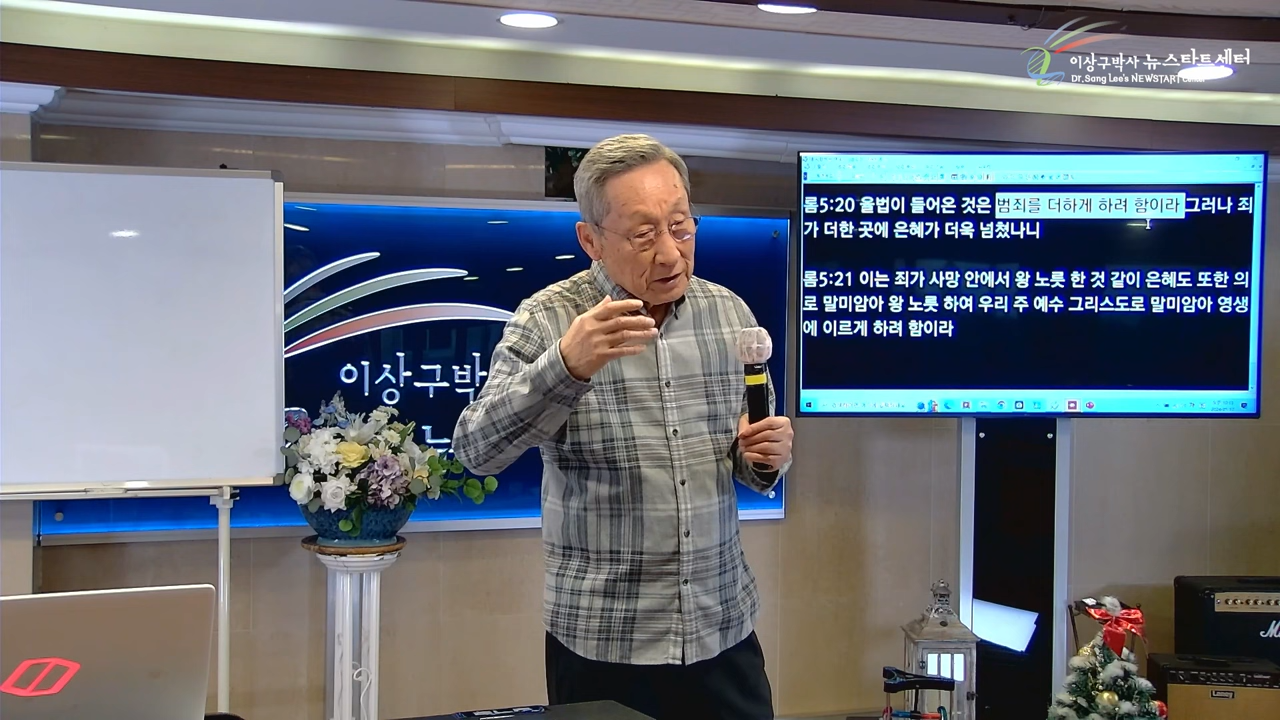 이상구박사 뉴스타트센터
Dr. Sang Lee's NEWSTART Center
롬5:20 율법이 들어온 것은 범죄를 더하게 하려 함이라 그러나 죄
가 더한 곳에 은혜가 더욱 넘쳤나니
롬5:21 이는 죄가 사망 안에서 왕 노릇 한 것 같이 은혜도 또한 의
로 말미암아 왕 노릇 하여 우리 주 예수 그리스도로 말미암아 영생
에 이르게 하려 함이라
이상구박
뉴
Laney